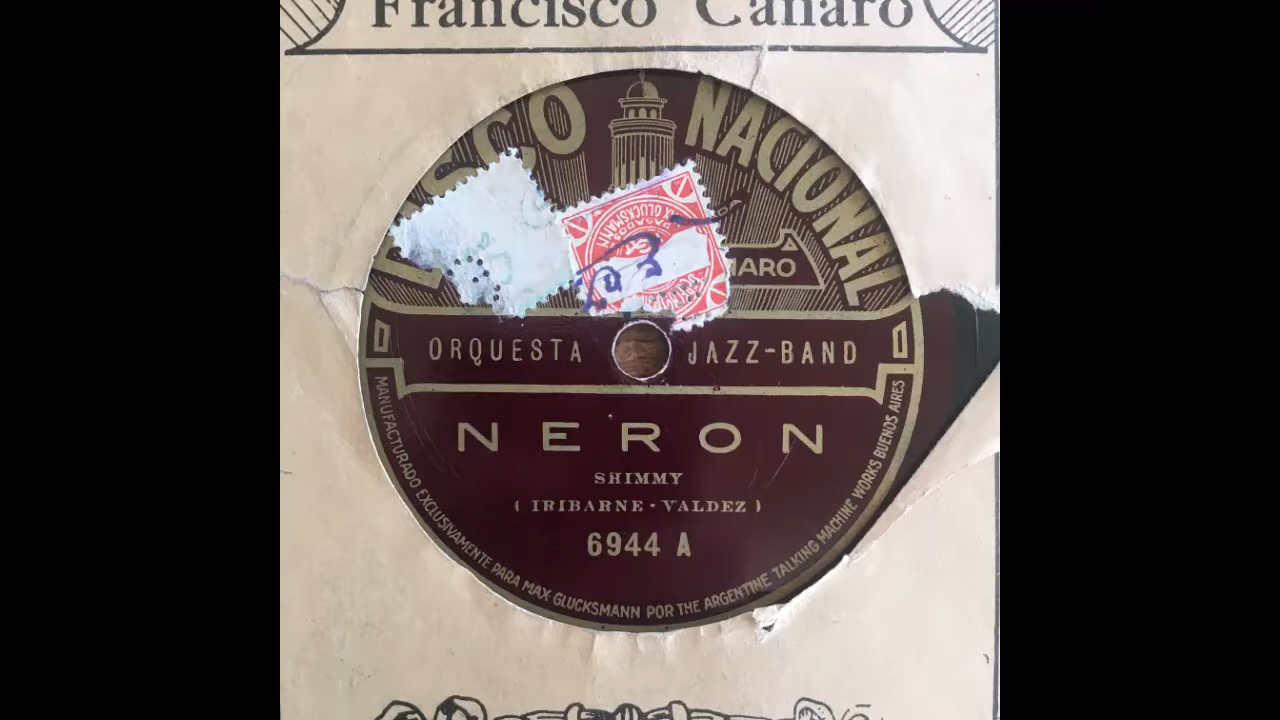 Francisco Canaro
DISCO NACIONAL
ORQUESTA JAZZ-BAND
NERON
SHIMMY
( IRIBARNE - VALDEZ )
6944 A
MANUFACTURADO EXCLUSIVAMENTE PARA MAX GLUCKSMANN POR THE ARGENTINE TALKING MACHINE WORKS BUENOS AIRES